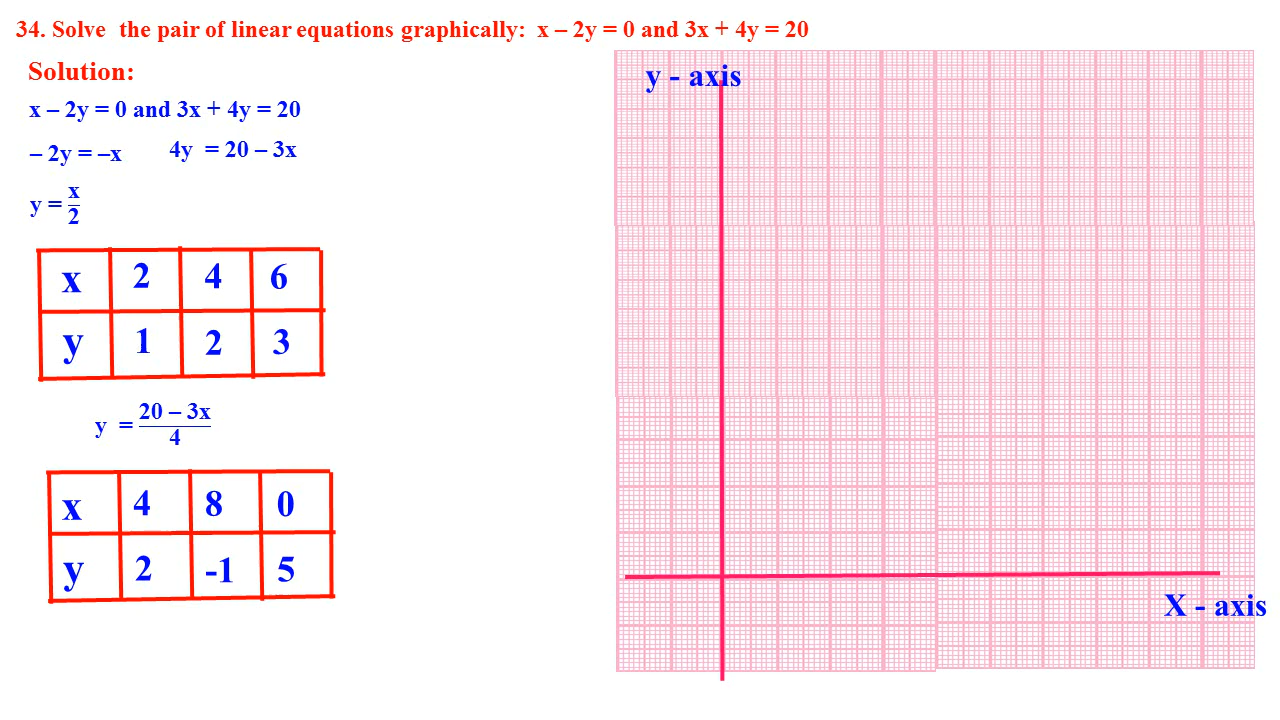 34. Solve  the pair of linear equations graphically:  x – 2y = 0 and 3x + 4y = 20
Solution:
x – 2y = 0 and 3x + 4y = 20
– 2y = –x
4y  = 20 – 3x
y = x/2
x 2 4 6
y 1 2 3
y  = 20 – 3x/4
x 4 8 0
y 2 -1 5
y - axis
X - axis